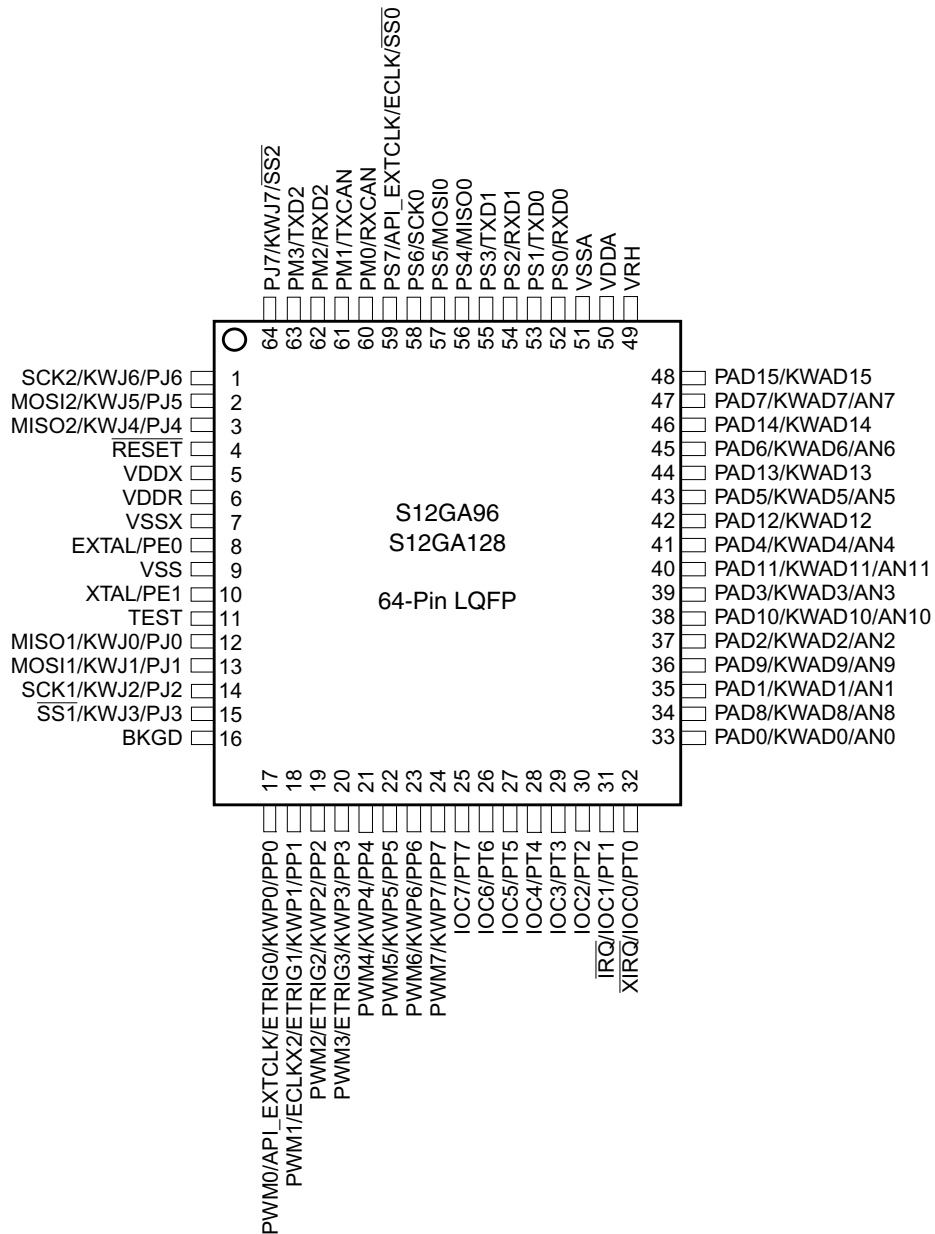 PJ7/KWJ7/SS2
PM3/TXD2
PM2/RXD2
PM1/TXCAN
PM0/RXCAN
PS7/API_EXTCLK/ECLK/SS0
PS6/SCK0
PS5/MOSI0
PS4/MISO0
PS3/TXD1
PS2/RXD1
PS1/TXD0
PS0/RXD0
VSSA
VDDA
VRH
64
63
62
61
60
59
58
57
56
55
54
53
52
51
50
49
SCK2/KWJ6/PJ6 1
MOSI2/KWJ5/PJ5 2
MISO2/KWJ4/PJ4 3
RESET 4
VDDX 5
VDDR 6
VSSX 7
EXTAL/PE0 8
VSS 9
XTAL/PE1 10
TEST 11
MISO1/KWJ0/PJ0 12
MOSI1/KWJ1/PJ1 13
SCK1/KWJ2/PJ2 14
SS1/KWJ3/PJ3 15
BKGD 16
S12GA96
S12GA128
64-Pin LQFP
48 PAD15/KWAD15
47 PAD7/KWAD7/AN7
46 PAD14/KWAD14
45 PAD6/KWAD6/AN6
44 PAD13/KWAD13
43 PAD5/KWAD5/AN5
42 PAD12/KWAD12
41 PAD4/KWAD4/AN4
40 PAD11/KWAD11/AN11
39 PAD3/KWAD3/AN3
38 PAD10/KWAD10/AN10
37 PAD2/KWAD2/AN2
36 PAD9/KWAD9/AN9
35 PAD1/KWAD1/AN1
34 PAD8/KWAD8/AN8
33 PAD0/KWAD0/AN0
17
18
19
20
21
22
23
24
25
26
27
28
29
30
31
32
PWM0/API_EXTCLK/ETRIG0/KWP0/PP0
PWM1/ECLKX2/ETRIG1/KWP1/PP1
PWM2/ETRIG2/KWP2/PP2
PWM3/ETRIG3/KWP3/PP3
PWM4/KWP4/PP4
PWM5/KWP5/PP5
PWM6/KWP6/PP6
PWM7/KWP7/PP7
IOC7/PT7
IOC6/PT6
IOC5/PT5
IOC4/PT4
IOC3/PT3
IOC2/PT2
IRQ/IOC1/PT1
XIRQ/IOC0/PT0